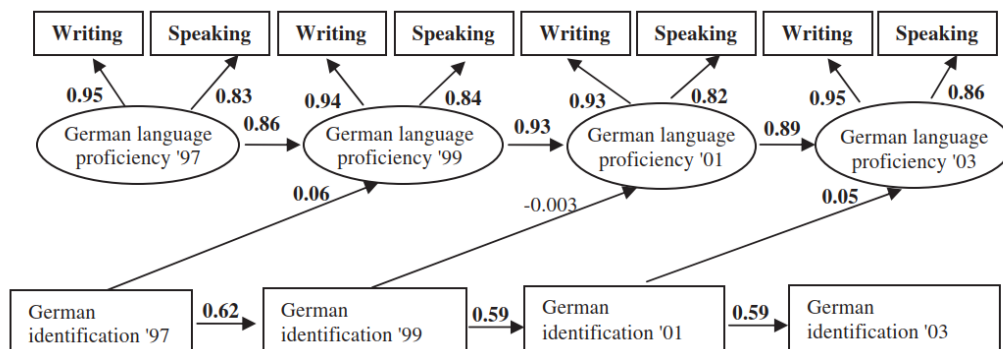 Writing Speaking Writing Speaking Writing Speaking Writing Speaking
0.95 0.83 0.94 0.84 0.93 0.82 0.95 0.86
German language
proficiency '97
0.86
German language
proficiency '99
0.93
German language
proficiency '01
0.89
German language
proficiency '03
0.06 -0.003 0.05
German
identification '97
0.62
German
identification '99
0.59
German
identification '01
0.59
German
identification '03